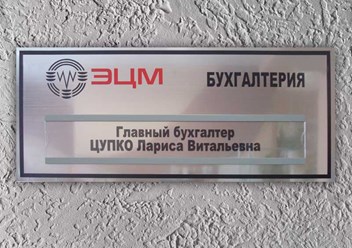 ЭЦМ БУХГАЛТЕРИЯ
Главный бухгалтер
ЦУПКО Лариса Витальевна